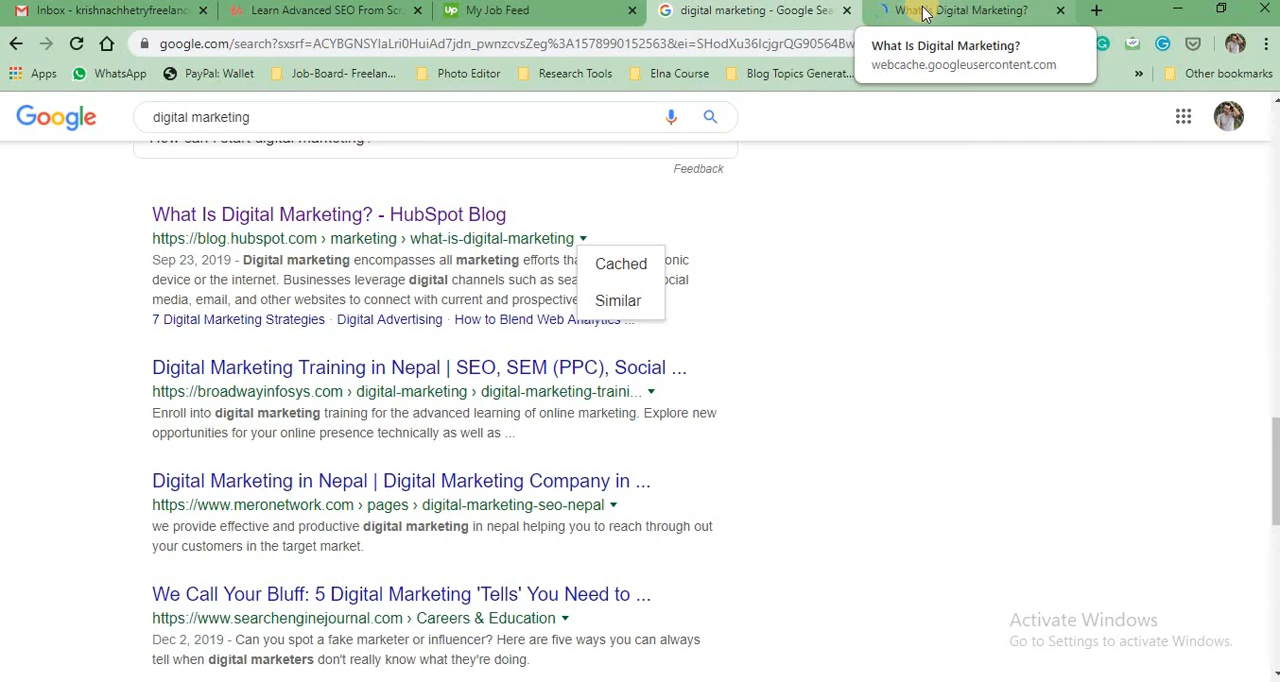 Inbox - krishnachhetryfreelanc
Learn Advanced SEO From Scra
My Job Feed
digital marketing - Google Sea
What Is Digital Marketing?
google.com/search?sxsrf=ACYBGNSYIaLri0HuAd7jdn_pwnzcvsZag%3A1578990152563&ei=SHodXu36IcjgrQG90564Bw
What Is Digital Marketing?
webcache.googleusercontent.com
Apps
WhatsApp
PayPal: Wallet
Job-Board- Freelan...
Photo Editor
Research Tools
Elna Course
Blog Topics Generat...
»
Other bookmarks
Google
digital marketing
How can I start digital marketing?
Feedback
What Is Digital Marketing? - HubSpot Blog
https://blog.hubspot.com › marketing › what-is-digital-marketing
Sep 23, 2019 - Digital marketing encompasses all marketing efforts
device or the internet. Businesses leverage digital channels such as
media, email, and other websites to connect with current and prospective
7 Digital Marketing Strategies · Digital Advertising · How to Blend Web Analytics ...
Cached
Similar
Digital Marketing Training in Nepal | SEO, SEM (PPC), Social ...
https://broadwayinfosys.com › digital-marketing › digital-marketing-traini...
Enroll into digital marketing training for the advanced learning of online marketing. Explore new
opportunities for your online presence technically as well as ...
Digital Marketing in Nepal | Digital Marketing Company in ...
https://www.meronetwork.com › pages › digital-marketing-seo-nepal
we provide effective and productive digital marketing in nepal helping you to reach through out
your customers in the target market.
We Call Your Bluff: 5 Digital Marketing 'Tells' You Need to ...
https://www.searchenginejournal.com › Careers & Education
Dec 2, 2019 - Can you spot a fake marketer or influencer? Here are five ways you can always
tell when digital marketers don't really know what they're doing.
Activate Windows
Go to Settings to activate Windows.